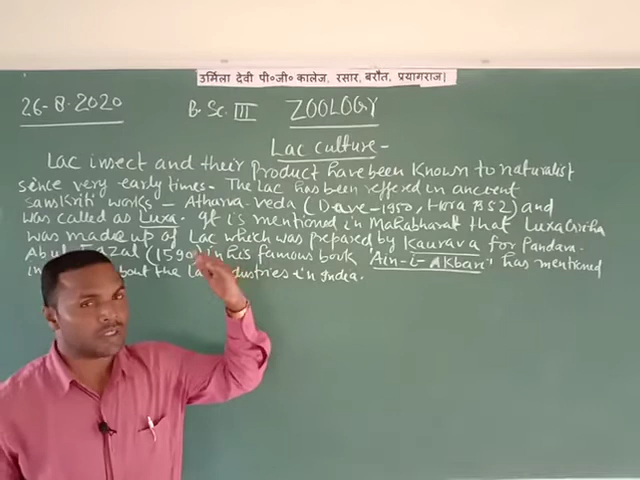 उर्मिला देवी पी०जी० कालेज, रसार, बरौत, प्रयागराज।
26-8.2020 B.Sc. III ZOOLOGY
Lac culture-
Lac insect and their Product have been Known to naturalist
since very early times- The Lac has been reffered in ancient
sanskrit works - Atharva-veda (Dave-1950, Hora 1952) and
was called as Luxa. It is mentioned in Mahabharat that Luxa Griha
was made up of Lac which was prepared by Kaurava for Pandava.
Abul Fazal (1590) in his famous book 'Ain-i-Akbari" has mentioned
about the Lac industries in India.